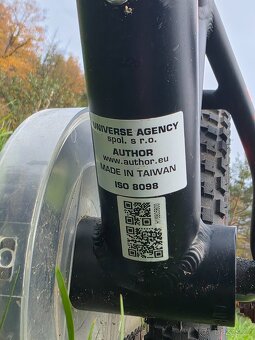 UNIVERSE AGENCY
spol. s r.o.
AUTHOR
www.author.eu
MADE IN TAIWAN
ISO 8098